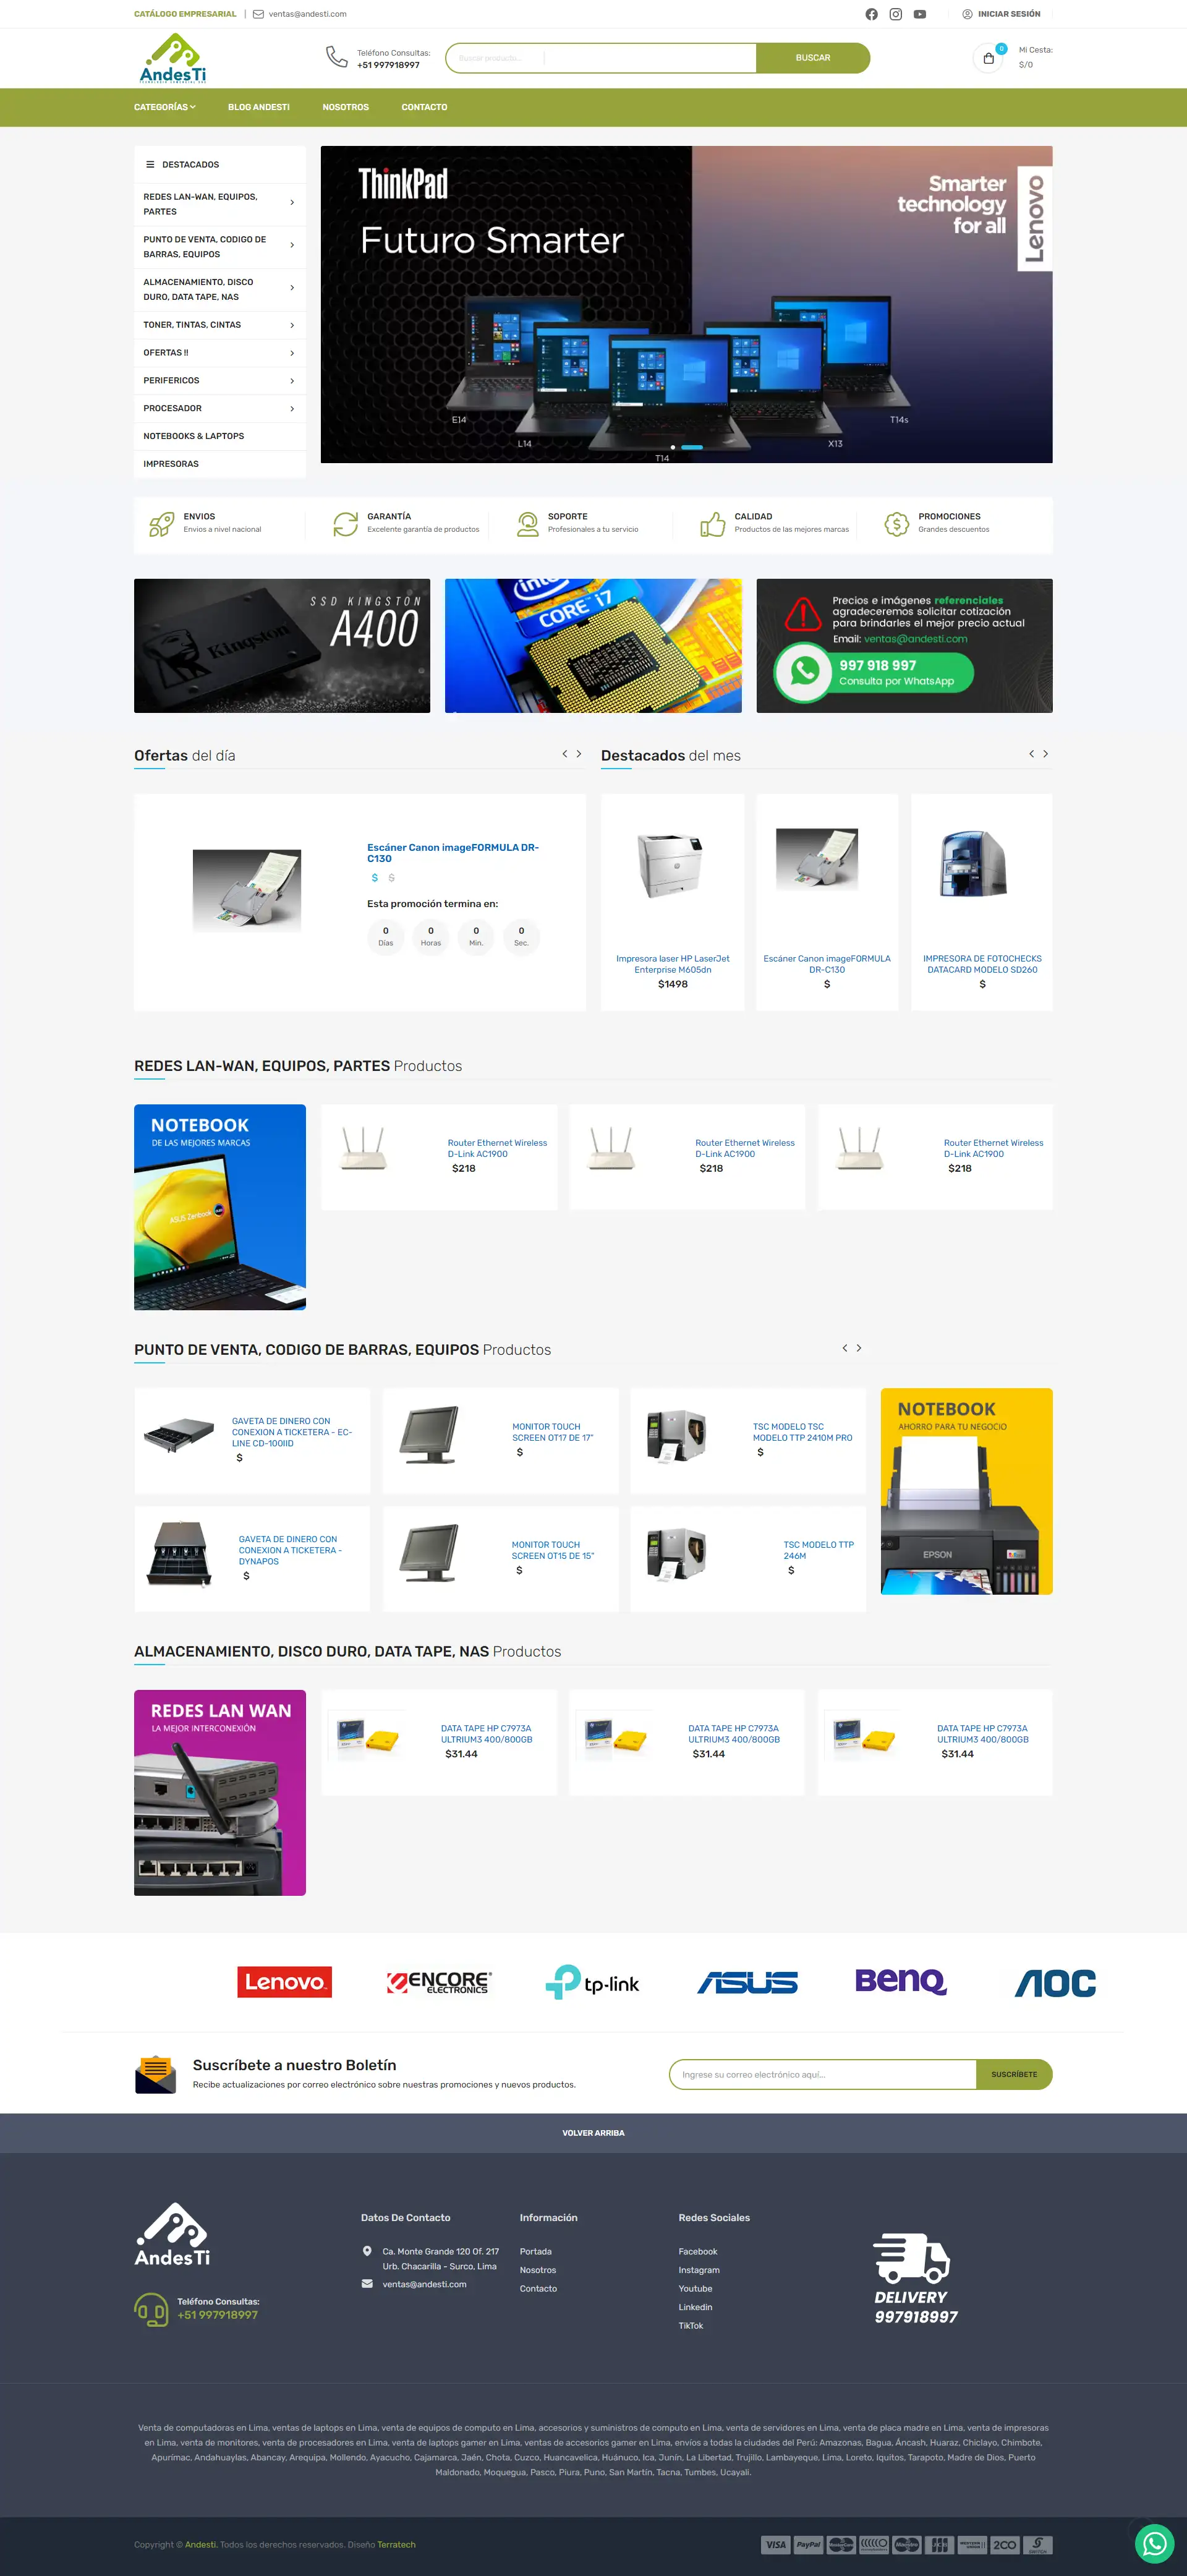 CATÁLOGO EMPRESARIAL | ventas@andesti.com
INICIAR SESIÓN
AndesTi
Teléfono Consultas:
+51 997918997
Buscar producto...
BUSCAR
0
Mi Cesta:
S/0
CATEGORÍAS
BLOG ANDESTI
NOSOTROS
CONTACTO
DESTACADOS
REDES LAN-WAN, EQUIPOS,
PARTES
PUNTO DE VENTA, CODIGO DE
BARRAS, EQUIPOS
ALMACENAMIENTO, DISCO
DURO, DATA TAPE, NAS
TONER, TINTAS, CINTAS
OFERTAS !!
PERIFERICOS
PROCESADOR
NOTEBOOKS & LAPTOPS
IMPRESORAS
ThinkPad
Futuro Smarter
Smarter
technology
for all
Lenovo
E14
L14
T14
X13
T14s
ENVIOS
Envios a nivel nacional
GARANTÍA
Excelente garantía de productos
SOPORTE
Profesionales a tu servicio
CALIDAD
Productos de las mejores marcas
PROMOCIONES
Grandes descuentos
SSD KINGSTON
A400
Kingston
intel
CORE i7
Precios e imágenes referenciales
agradeceremos solicitar cotización
para brindarles el mejor precio actual
Email: ventas@andesti.com
997 918 997
Consulta por WhatsApp
Ofertas del día
Destacados del mes
Escáner Canon imageFORMULA DR-
C130
$ $
Esta promoción termina en:
0 0 0 0
Días Horas Min. Sec.
Impresora laser HP LaserJet
Enterprise M605dn
$1498
Escáner Canon imageFORMULA
DR-C130
$
IMPRESORA DE FOTOCHECKS
DATACARD MODELO SD260
$
REDES LAN-WAN, EQUIPOS, PARTES Productos
NOTEBOOK
DE LAS MEJORES MARCAS
ASUS Zenbook
Router Ethernet Wireless
D-Link AC1900
$218
Router Ethernet Wireless
D-Link AC1900
$218
Router Ethernet Wireless
D-Link AC1900
$218
PUNTO DE VENTA, CODIGO DE BARRAS, EQUIPOS Productos
GAVETA DE DINERO CON
CONEXION A TICKETERA - EC-
LINE CD-100IID
$
MONITOR TOUCH
SCREEN OT17 DE 17"
$
TSC MODELO TSC
MODELO TTP 2410M PRO
$
NOTEBOOK
AHORRO PARA TU NEGOCIO
EPSON
GAVETA DE DINERO CON
CONEXION A TICKETERA -
DYNAPOS
$
MONITOR TOUCH
SCREEN OT15 DE 15"
$
TSC MODELO TTP
246M
$
ALMACENAMIENTO, DISCO DURO, DATA TAPE, NAS Productos
REDES LAN WAN
LA MEJOR INTERCONEXIÓN
DATA TAPE HP C7973A
ULTRIUM3 400/800GB
$31.44
DATA TAPE HP C7973A
ULTRIUM3 400/800GB
$31.44
DATA TAPE HP C7973A
ULTRIUM3 400/800GB
$31.44
Lenovo
ENCORE
ELECTRONICS
tp-link
ASUS
BenQ
AOC
Suscríbete a nuestro Boletín
Recibe actualizaciones por correo electrónico sobre nuestras promociones y nuevos productos.
Ingrese su correo electrónico aquí...
SUSCRÍBETE
VOLVER ARRIBA
AndesTi
Teléfono Consultas:
+51 997918997
Datos De Contacto
Ca. Monte Grande 120 Of. 217
Urb. Chacarilla - Surco, Lima
ventas@andesti.com
Información
Portada
Nosotros
Contacto
Redes Sociales
Facebook
Instagram
Youtube
Linkedin
TikTok
DELIVERY
997918997
Venta de computadoras en Lima, ventas de laptops en Lima, venta de equipos de computo en Lima, accesorios y suministros de computo en Lima, venta de servidores en Lima, venta de placa madre en Lima, venta de impresoras
en Lima, venta de monitores, venta de procesadores en Lima, venta de laptops gamer en Lima, ventas de accesorios gamer en Lima, envíos a todas la ciudades del Perú: Amazonas, Bagua, Áncash, Huaraz, Chiclayo, Chimbote,
Apurímac, Andahuaylas, Abancay, Arequipa, Mollendo, Ayacucho, Cajamarca, Jaén, Chota, Cuzco, Huancavelica, Huánuco, Ica, Junín, La Libertad, Trujillo, Lambayeque, Lima, Loreto, Iquitos, Tarapoto, Madre de Dios, Puerto
Maldonado, Moquegua, Pasco, Piura, Puno, San Martín, Tacna, Tumbes, Ucayali.
Copyright © Andesti. Todos los derechos reservados. Diseño Terratech
VISA PayPal Maestro 2CO